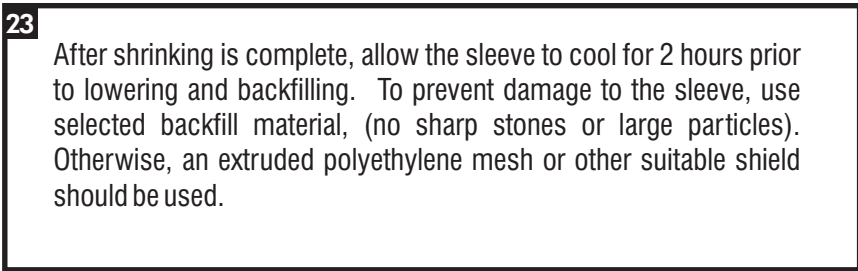 23
After shrinking is complete, allow the sleeve to cool for 2 hours prior
to lowering and backfilling. To prevent damage to the sleeve, use
selected backfill material, (no sharp stones or large particles).
Otherwise, an extruded polyethylene mesh or other suitable shield
should be used.